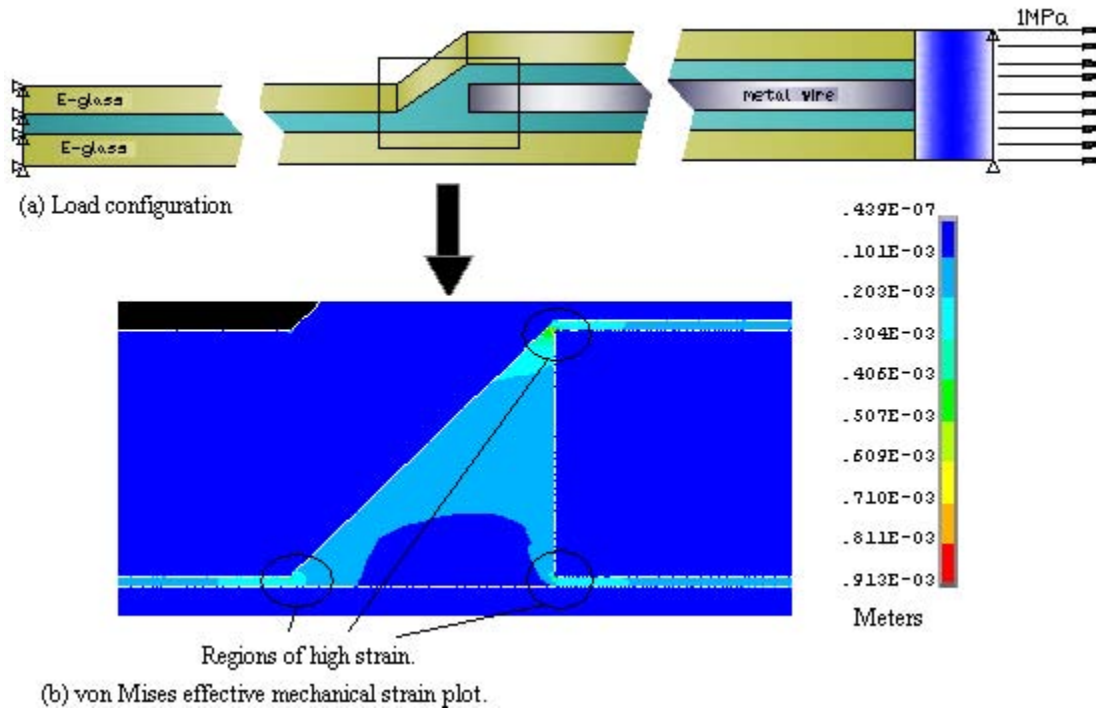 1MPa
E-glass
metal wire
E-glass
(a) Load configuration
.439E-07
.101E-03
.203E-03
.304E-03
.406E-03
.507E-03
.609E-03
.710E-03
.811E-03
.913E-03
Meters
Regions of high strain.
(b) von Mises effective mechanical strain plot.